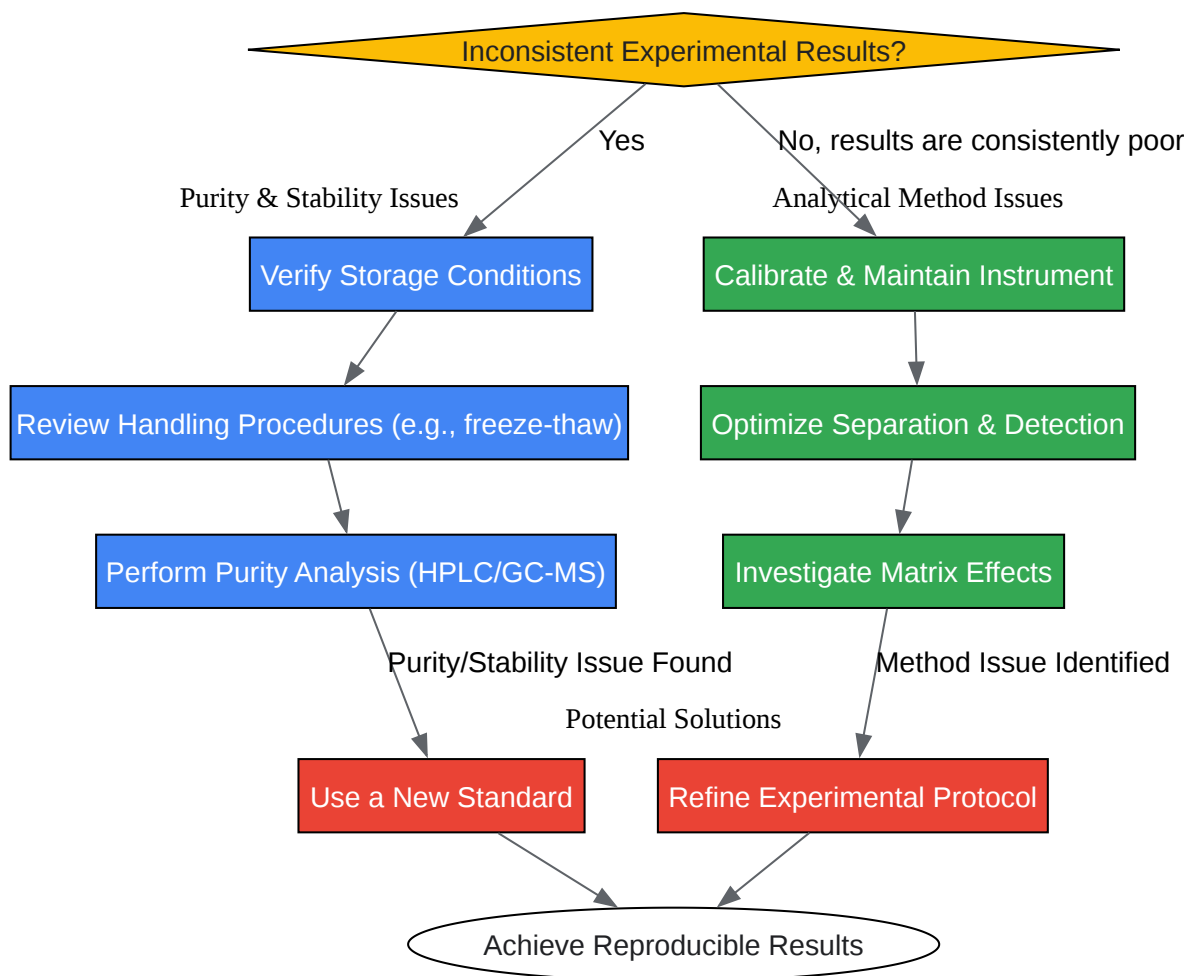 Inconsistent Experimental Results?
Yes
No, results are consistently poor
Purity & Stability Issues
Analytical Method Issues
Verify Storage Conditions
Calibrate & Maintain Instrument
Review Handling Procedures (e.g., freeze-thaw)
Optimize Separation & Detection
Perform Purity Analysis (HPLC/GC-MS)
Investigate Matrix Effects
Purity/Stability Issue Found
Method Issue Identified
Potential Solutions
Use a New Standard
Refine Experimental Protocol
Achieve Reproducible Results